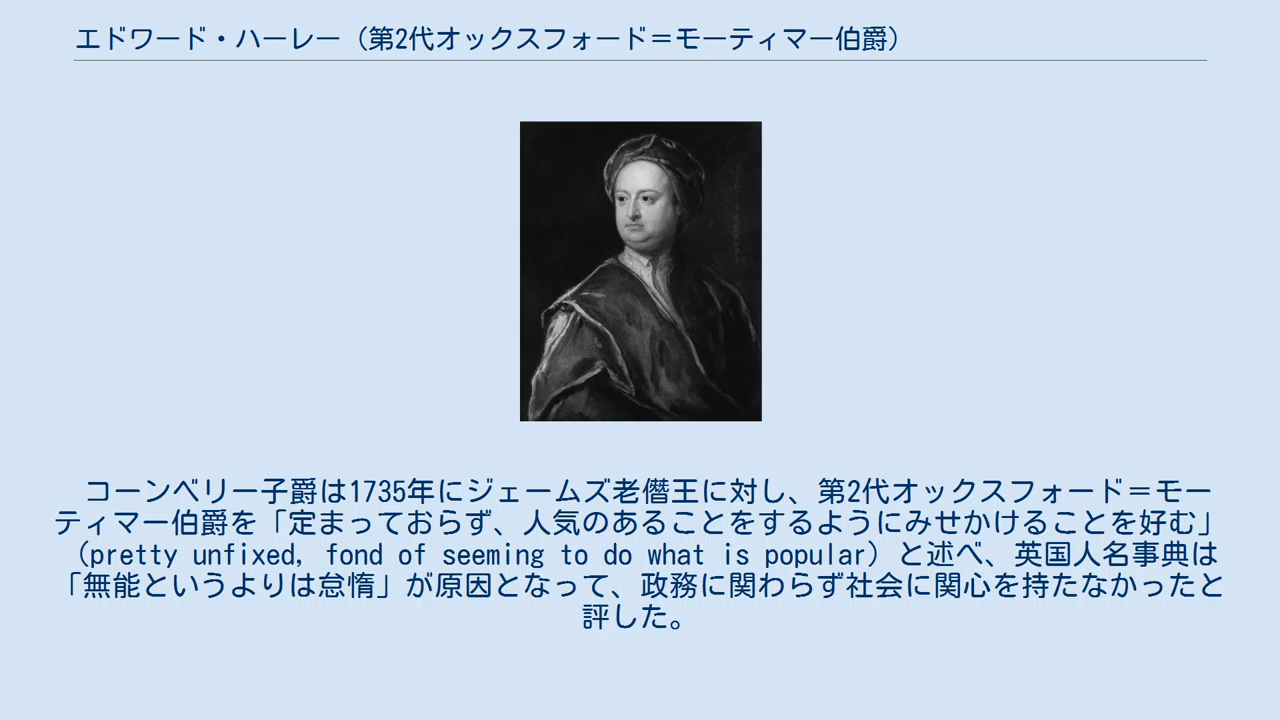 エドワード・ハーレー（第2代オックスフォード＝モーティマー伯爵）
コーンベリー子爵は1735年にジェームズ老僭王に対し、第2代オックスフォード＝モー
ティマー伯爵を「定まっておらず、人気のあることをするようにみせかけることを好む」
（pretty unfixed, fond of seeming to do what is popular）と述べ、英国人名事典は
「無能というよりは怠惰」が原因となって、政務に関わらず社会に関心を持たなかったと
評した。